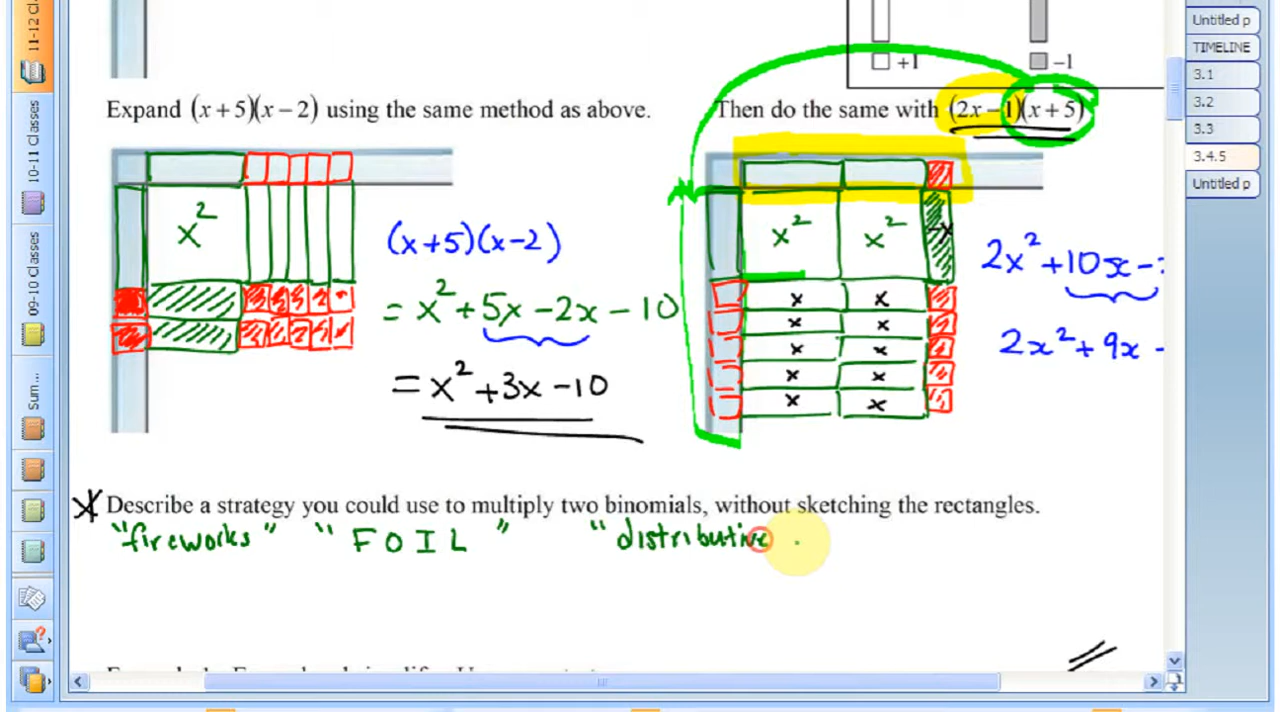 11-12 Classes
10-11 Classes
09-10 Classes
Sum...
Untitled p
TIMELINE
3.1
3.2
3.3
3.4.5
Untitled p
+1
−1
Expand (x+5)(x−2) using the same method as above.
Then do the same with (2x−1)(x+5)
x²
(x+5)(x−2)
= x² + 5x − 2x − 10
= x² + 3x − 10
x² x² −x
x x
x x
x x
x x
x x
2x² + 10x −
2x² + 9x −
Describe a strategy you could use to multiply two binomials, without sketching the rectangles.
"fireworks" "FOIL" "distributive